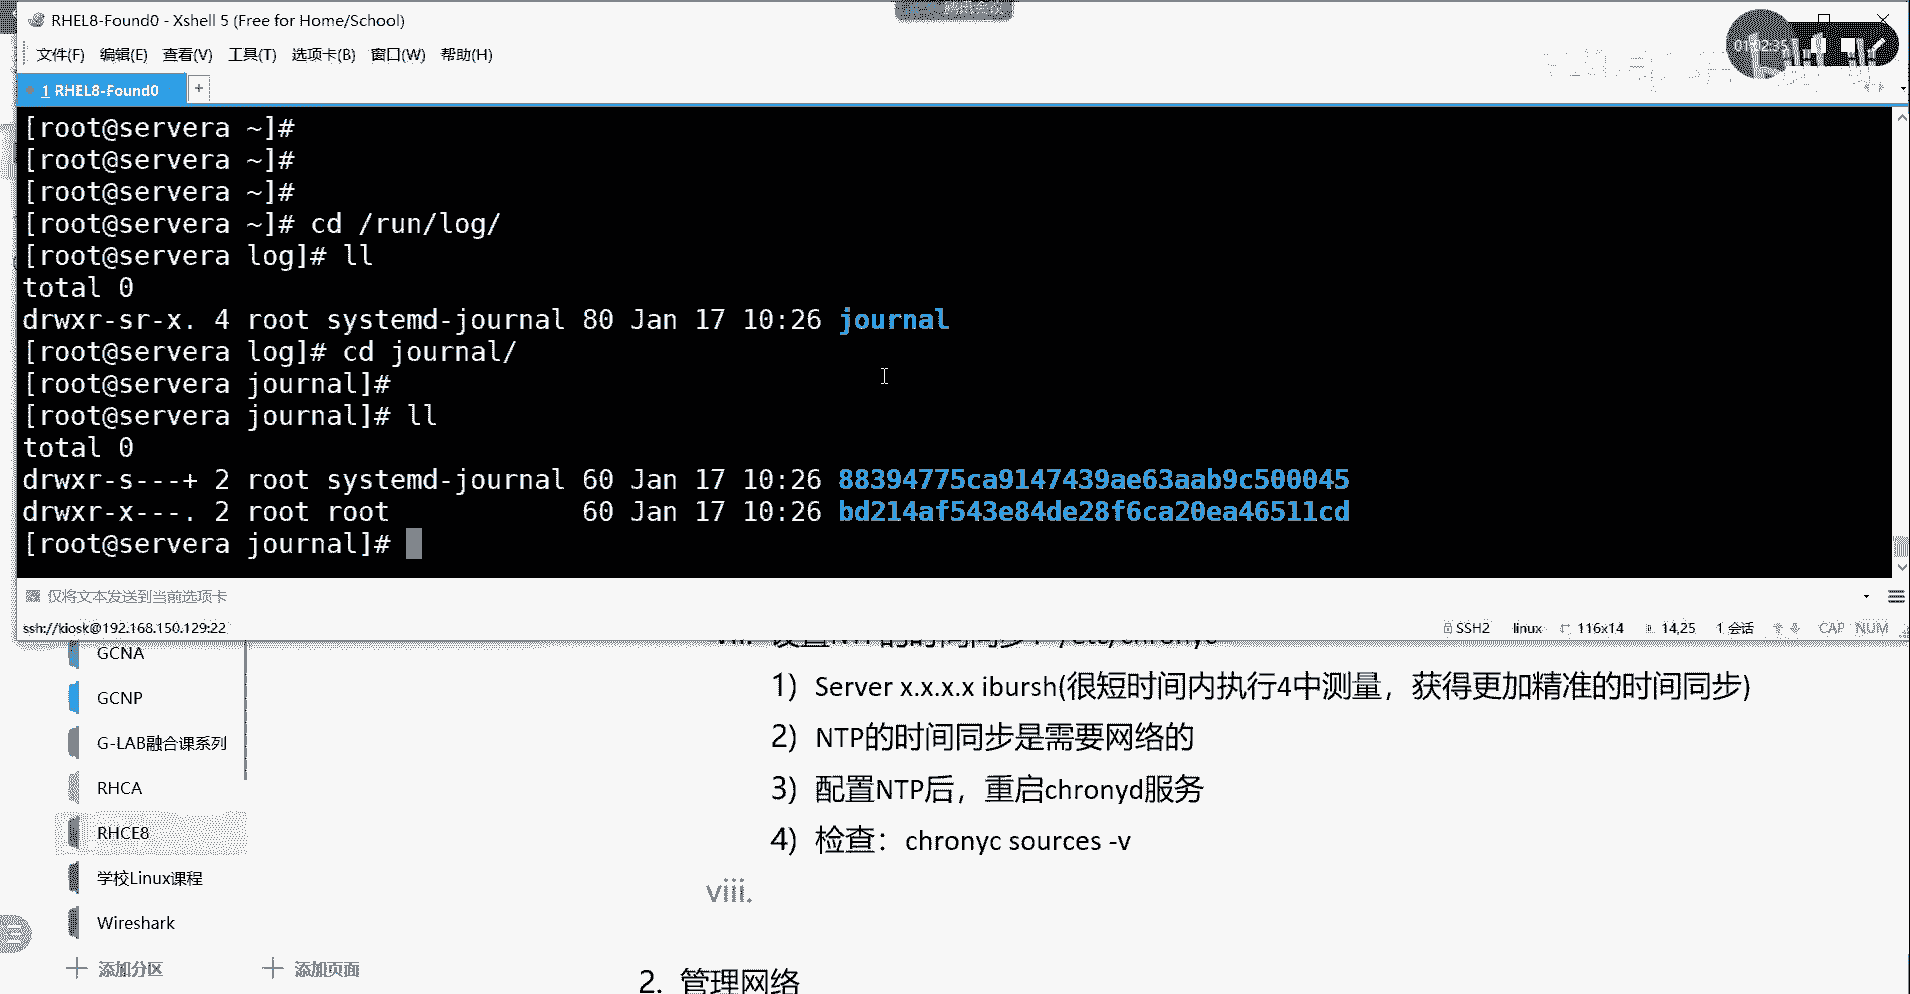 RHEL8-Found0 - Xshell 5 (Free for Home/School)
01:02:35
文件(F) 编辑(E) 查看(V) 工具(T) 选项卡(B) 窗口(W) 帮助(H)
1 RHEL8-Found0 +
[root@servera ~]#
[root@servera ~]#
[root@servera ~]#
[root@servera ~]# cd /run/log/
[root@servera log]# ll
total 0
drwxr-sr-x. 4 root systemd-journal 80 Jan 17 10:26 journal
[root@servera log]# cd journal/
[root@servera journal]#
[root@servera journal]# ll
total 0
drwxr-s---+ 2 root systemd-journal 60 Jan 17 10:26 88394775ca9147439ae63aab9c500045
drwxr-x---. 2 root root 60 Jan 17 10:26 bd214af543e84de28f6ca20ea46511cd
[root@servera journal]#
仅将文本发送到当前选项卡
ssh://kiosk@192.168.150.129:22 SSH2 linux 116x14 14,25 1 会话 CAP NUM
GCNA
GCNP
G-LAB融合课系列
RHCA
RHCE8
学校Linux课程
Wireshark
添加分区 添加页面
1) Server x.x.x.x ibursh(很短时间内执行4中测量，获得更加精准的时间同步)
2) NTP的时间同步是需要网络的
3) 配置NTP后，重启chronyd服务
4) 检查：chronyc sources -v
viii.
2. 管理网络